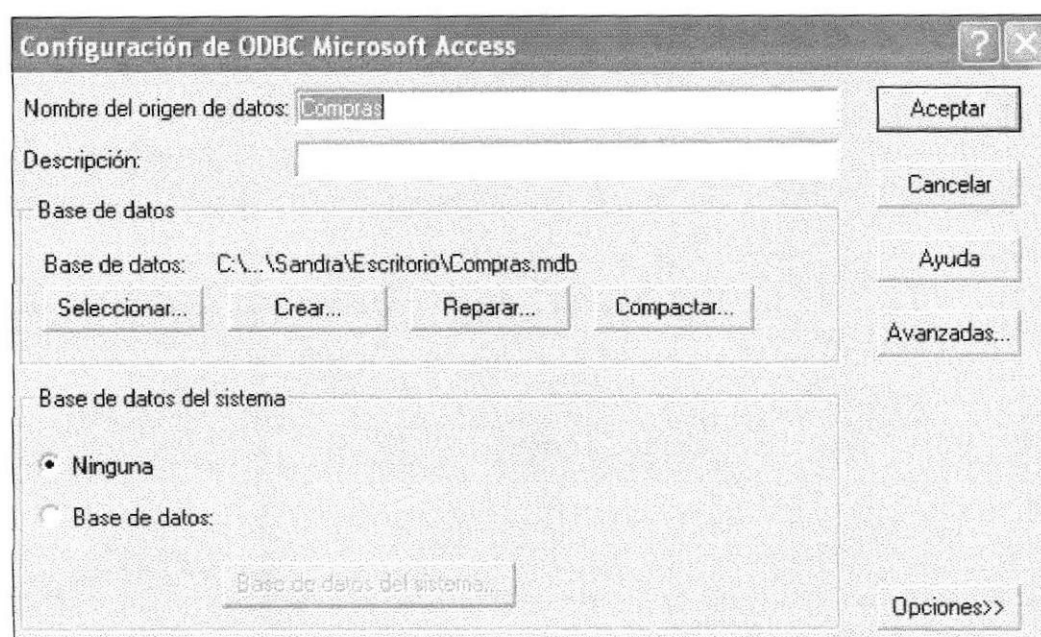 Configuración de ODBC Microsoft Access
Nombre del origen de datos: Compras
Aceptar
Descripción:
Cancelar
Base de datos
Base de datos: C:\...\Sandra\Escritorio\Compras.mdb
Ayuda
Seleccionar... Crear... Reparar... Compactar...
Avanzadas...
Base de datos del sistema
Ninguna
Base de datos:
Base de datos del sistema...
Opciones>>